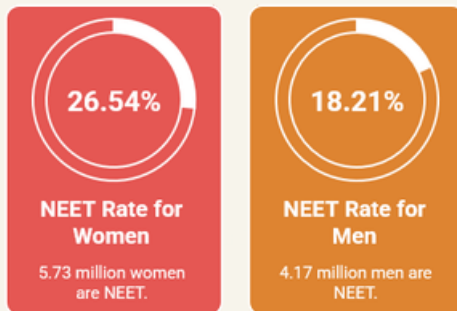 26.54%
NEET Rate for
Women
5.73 million women
are NEET.
18.21%
NEET Rate for
Men
4.17 million men are
NEET.